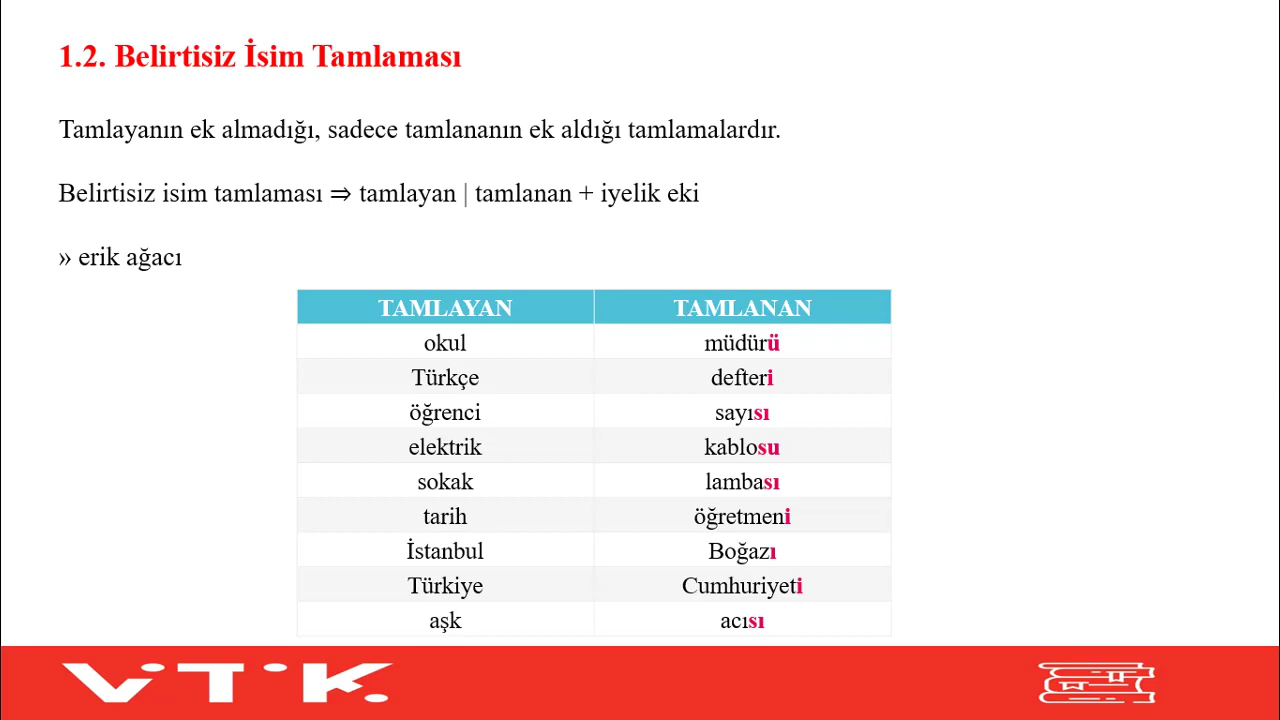 1.2. Belirtisiz İsim Tamlaması
Tamlayanın ek almadığı, sadece tamlananın ek aldığı tamlamalardır.
Belirtisiz isim tamlaması ⇒ tamlayan | tamlanan + iyelik eki
» erik ağacı
TAMLAYAN TAMLANAN
okul müdürü
Türkçe defteri
öğrenci sayısı
elektrik kablosu
sokak lambası
tarih öğretmeni
İstanbul Boğazı
Türkiye Cumhuriyeti
aşk acısı
ViTiK.